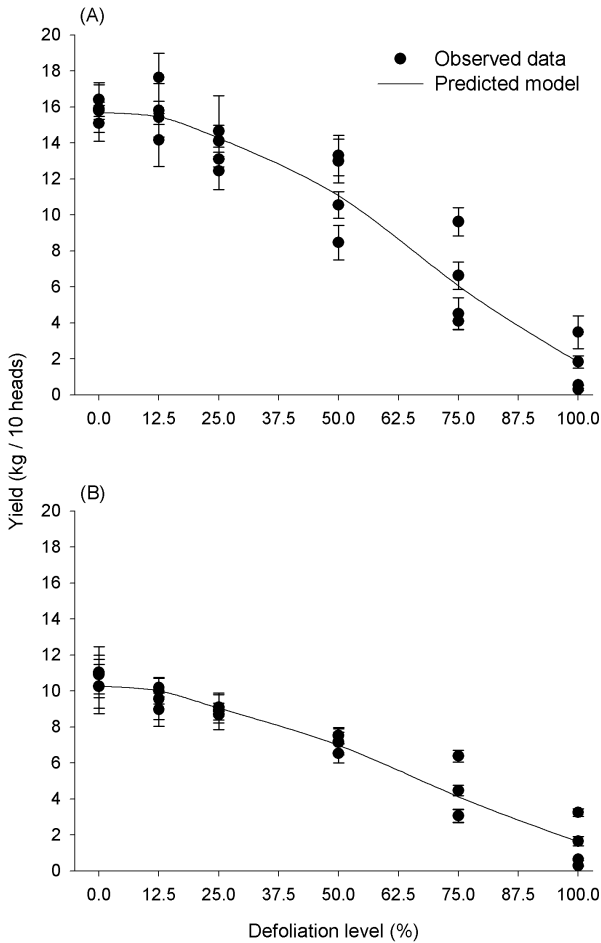 (A)
20
18
16
14
12
10
8
6
4
2
0
Observed data
Predicted model
0.0 12.5 25.0 37.5 50.0 62.5 75.0 87.5 100.0
Yield (kg / 10 heads)
(B)
20
18
16
14
12
10
8
6
4
2
0
0.0 12.5 25.0 37.5 50.0 62.5 75.0 87.5 100.0
Defoliation level (%)